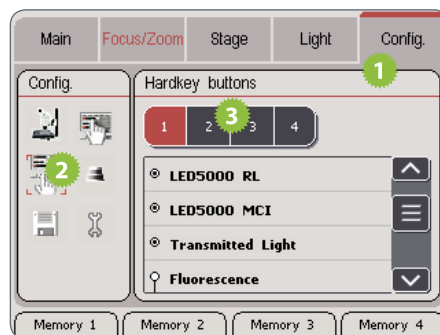 Main Focus/Zoom Stage Light Config.
1
Config. Hardkey buttons
1 2 3 4
3
2
LED5000 RL
LED5000 MCI
Transmitted Light
Fluorescence
Memory 1 Memory 2 Memory 3 Memory 4